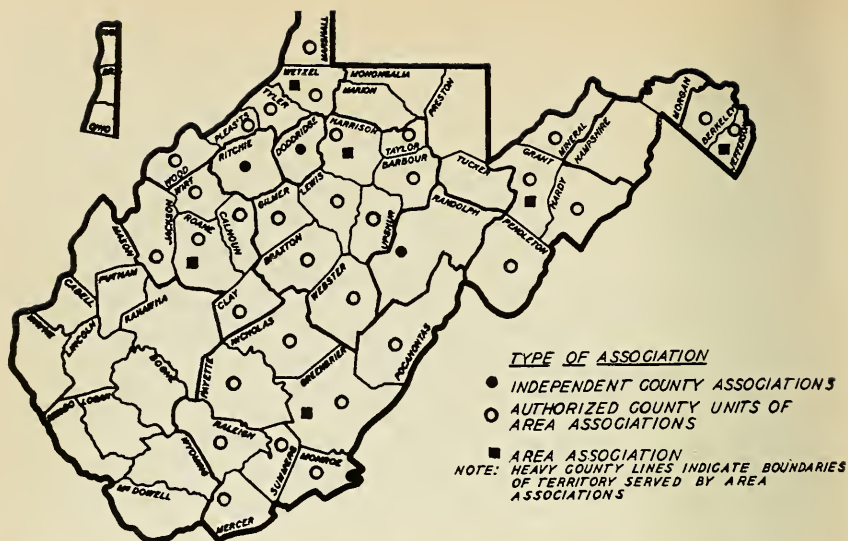 MARSHALL
WETZEL
MONONGALIA
MARION
PRESTON
TYLER
PLEASTS
HARRISON
TAYLOR
DODDRIDGE
RITCHIE
WOOD
WIRT
BARBOUR
TUCKER
GRANT
MINERAL
HAMPSHIRE
MORGAN
BERKELEY
JEFFERSON
HARDY
OHIO
LEWIS
GILMER
CALHOUN
ROANE
JACKSON
MASON
UPSHUR
RANDOLPH
PENDLETON
BRAXTON
WEBSTER
CLAY
NICHOLAS
PUTNAM
CABELL
KANAWHA
LINCOLN
BOONE
LOGAN
FAYETTE
GREENBRIER
POCAHONTAS
RALEIGH
WYOMING
SUMMERS
MONROE
McDOWELL
MERCER
TYPE OF ASSOCIATION
INDEPENDENT COUNTY ASSOCIATIONS
AUTHORIZED COUNTY UNITS OF
AREA ASSOCIATIONS
AREA ASSOCIATION
NOTE: HEAVY COUNTY LINES INDICATE BOUNDARIES
OF TERRITORY SERVED BY AREA
ASSOCIATIONS